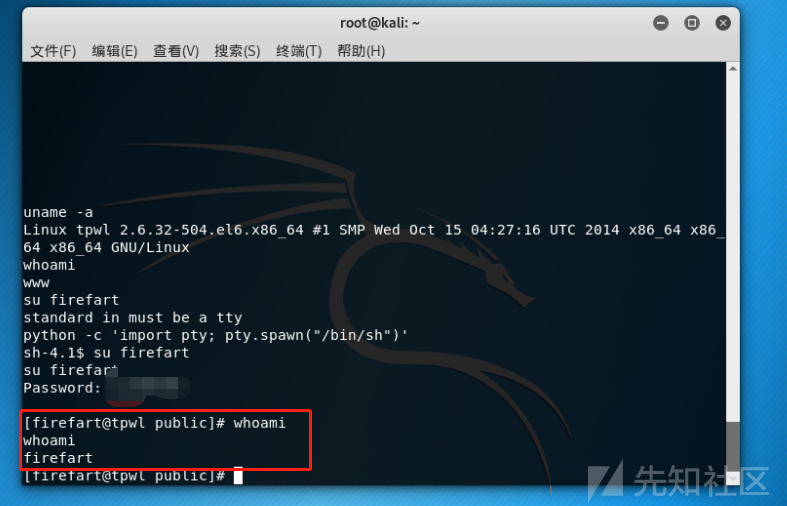 root@kali: ~
文件(F) 编辑(E) 查看(V) 搜索(S) 终端(T) 帮助(H)
uname -a
Linux tpwl 2.6.32-504.el6.x86_64 #1 SMP Wed Oct 15 04:27:16 UTC 2014 x86_64 x86_
64 x86_64 GNU/Linux
whoami
www
su firefart
standard in must be a tty
python -c 'import pty; pty.spawn("/bin/sh")'
sh-4.1$ su firefart
su firefart
Password:
[firefart@tpwl public]# whoami
whoami
firefart
[firefart@tpwl public]#
先知社区